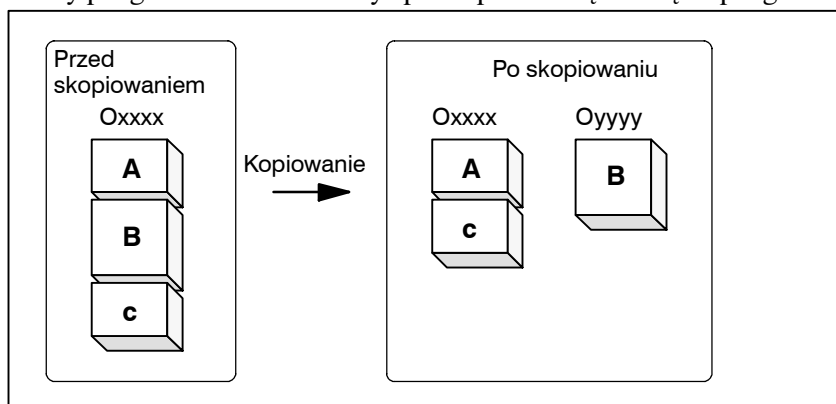 Przed
skopiowaniem
Oxxxx
A
B
c
Kopiowanie
Po skopiowaniu
Oxxxx
Oyyyy
A
c
B